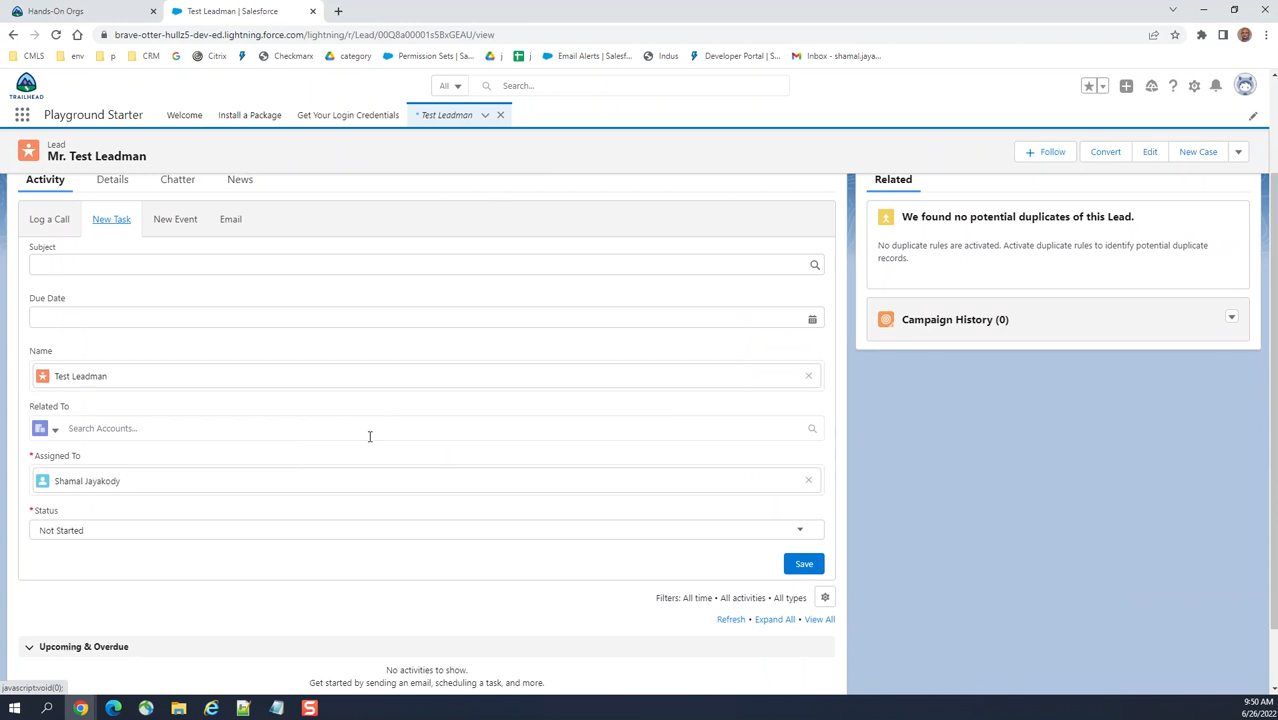 Hands-On Orgs
Test Leadman | Salesforce
brave-otter-hullz5-dev-ed.lightning.force.com/lightning/r/Lead/00Q8a00001sSBxGEAU/view
CMLS
env
p
CRM
Citrix
Checkmarx
category
j
j
Permission Sets | S...
Email Alerts | Salesf...
Indus
Developer Portal | S...
Inbox - shamal.jaya...
TRAILHEAD
All
Search...
Playground Starter
Welcome
Install a Package
Get Your Login Credentials
* Test Leadman
Lead
Mr. Test Leadman
Follow
Convert
Edit
New Case
Activity
Details
Chatter
News
Related
Log a Call
New Task
New Event
Email
We found no potential duplicates of this Lead.
No duplicate rules are activated. Activate duplicate rules to identify potential duplicate
records.
Subject
Due Date
Campaign History (0)
Name
Test Leadman
Related To
Search Accounts...
*Assigned To
Shamal Jayakody
*Status
Not Started
Save
Filters: All time • All activities • All types
Refresh • Expand All • View All
Upcoming & Overdue
No activities to show.
Get started by sending an email, scheduling a task, and more.
javascript:void(0);
9:50 AM
6/26/2022